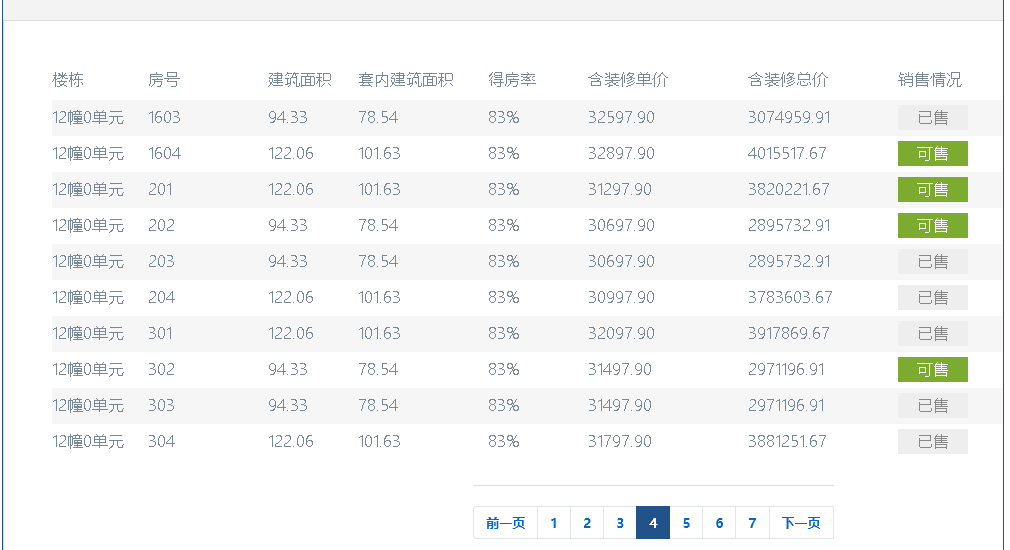 楼栋 房号 建筑面积 套内建筑面积 得房率 含装修单价 含装修总价 销售情况
12幢0单元 1603 94.33 78.54 83% 32597.90 3074959.91 已售
12幢0单元 1604 122.06 101.63 83% 32897.90 4015517.67 可售
12幢0单元 201 122.06 101.63 83% 31297.90 3820221.67 可售
12幢0单元 202 94.33 78.54 83% 30697.90 2895732.91 可售
12幢0单元 203 94.33 78.54 83% 30697.90 2895732.91 已售
12幢0单元 204 122.06 101.63 83% 30997.90 3783603.67 已售
12幢0单元 301 122.06 101.63 83% 32097.90 3917869.67 已售
12幢0单元 302 94.33 78.54 83% 31497.90 2971196.91 可售
12幢0单元 303 94.33 78.54 83% 31497.90 2971196.91 已售
12幢0单元 304 122.06 101.63 83% 31797.90 3881251.67 已售
前一页 1 2 3 4 5 6 7 下一页